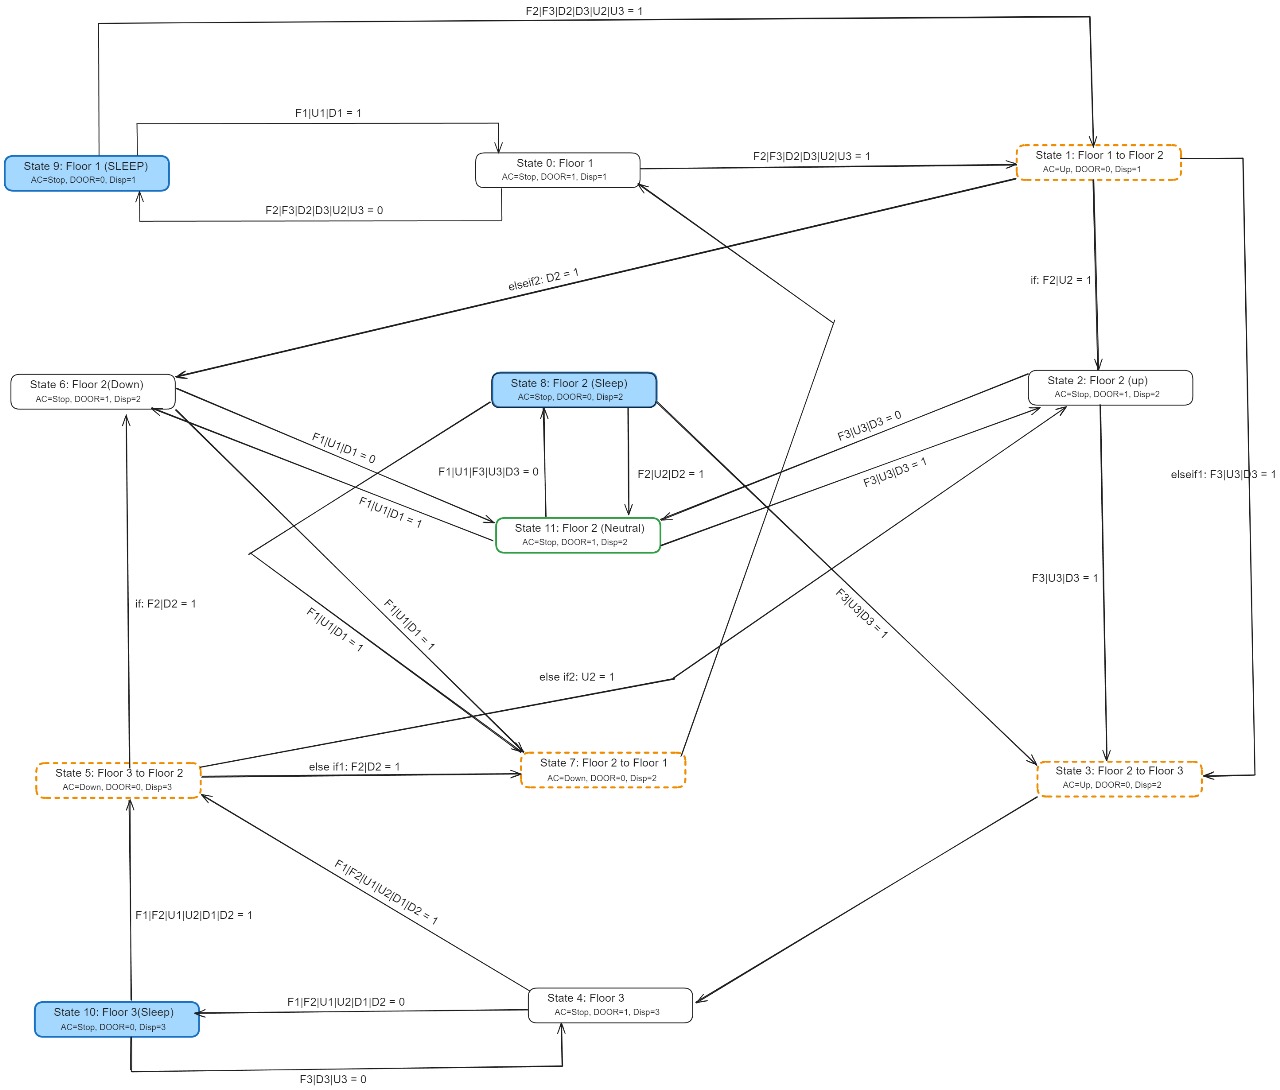 F2|F3|D2|D3|U2|U3 = 1
F1|U1|D1 = 1
State 9: Floor 1 (SLEEP)
AC=Stop, DOOR=0, Disp=1
State 0: Floor 1
AC=Stop, DOOR=1, Disp=1
F2|F3|D2|D3|U2|U3 = 1
State 1: Floor 1 to Floor 2
AC=Up, DOOR=0, Disp=1
F2|F3|D2|D3|U2|U3 = 0
elseif2: D2 = 1
if: F2|U2 = 1
State 6: Floor 2(Down)
AC=Stop, DOOR=1, Disp=2
State 8: Floor 2 (Sleep)
AC=Stop, DOOR=0, Disp=2
State 2: Floor 2 (up)
AC=Stop, DOOR=1, Disp=2
F1|U1|D1 = 0
F3|U3|D3 = 0
F1|U1|F3|U3|D3 = 0
F2|U2|D2 = 1
F3|U3|D3 = 1
elseif1: F3|U3|D3 = 1
F1|U1|D1 = 1
State 11: Floor 2 (Neutral)
AC=Stop, DOOR=1, Disp=2
F3|U3|D3 = 1
if: F2|D2 = 1
F1|U1|D1 = 1
F1|U1|D1 = 1
F3|U3|D3 = 1
else if2: U2 = 1
State 5: Floor 3 to Floor 2
AC=Down, DOOR=0, Disp=3
else if1: F2|D2 = 1
State 7: Floor 2 to Floor 1
AC=Down, DOOR=0, Disp=2
State 3: Floor 2 to Floor 3
AC=Up, DOOR=0, Disp=2
F1|F2|U1|U2|D1|D2 = 1
F1|F2|U1|U2|D1|D2 = 1
State 10: Floor 3(Sleep)
AC=Stop, DOOR=0, Disp=3
F1|F2|U1|U2|D1|D2 = 0
State 4: Floor 3
AC=Stop, DOOR=1, Disp=3
F3|D3|U3 = 0